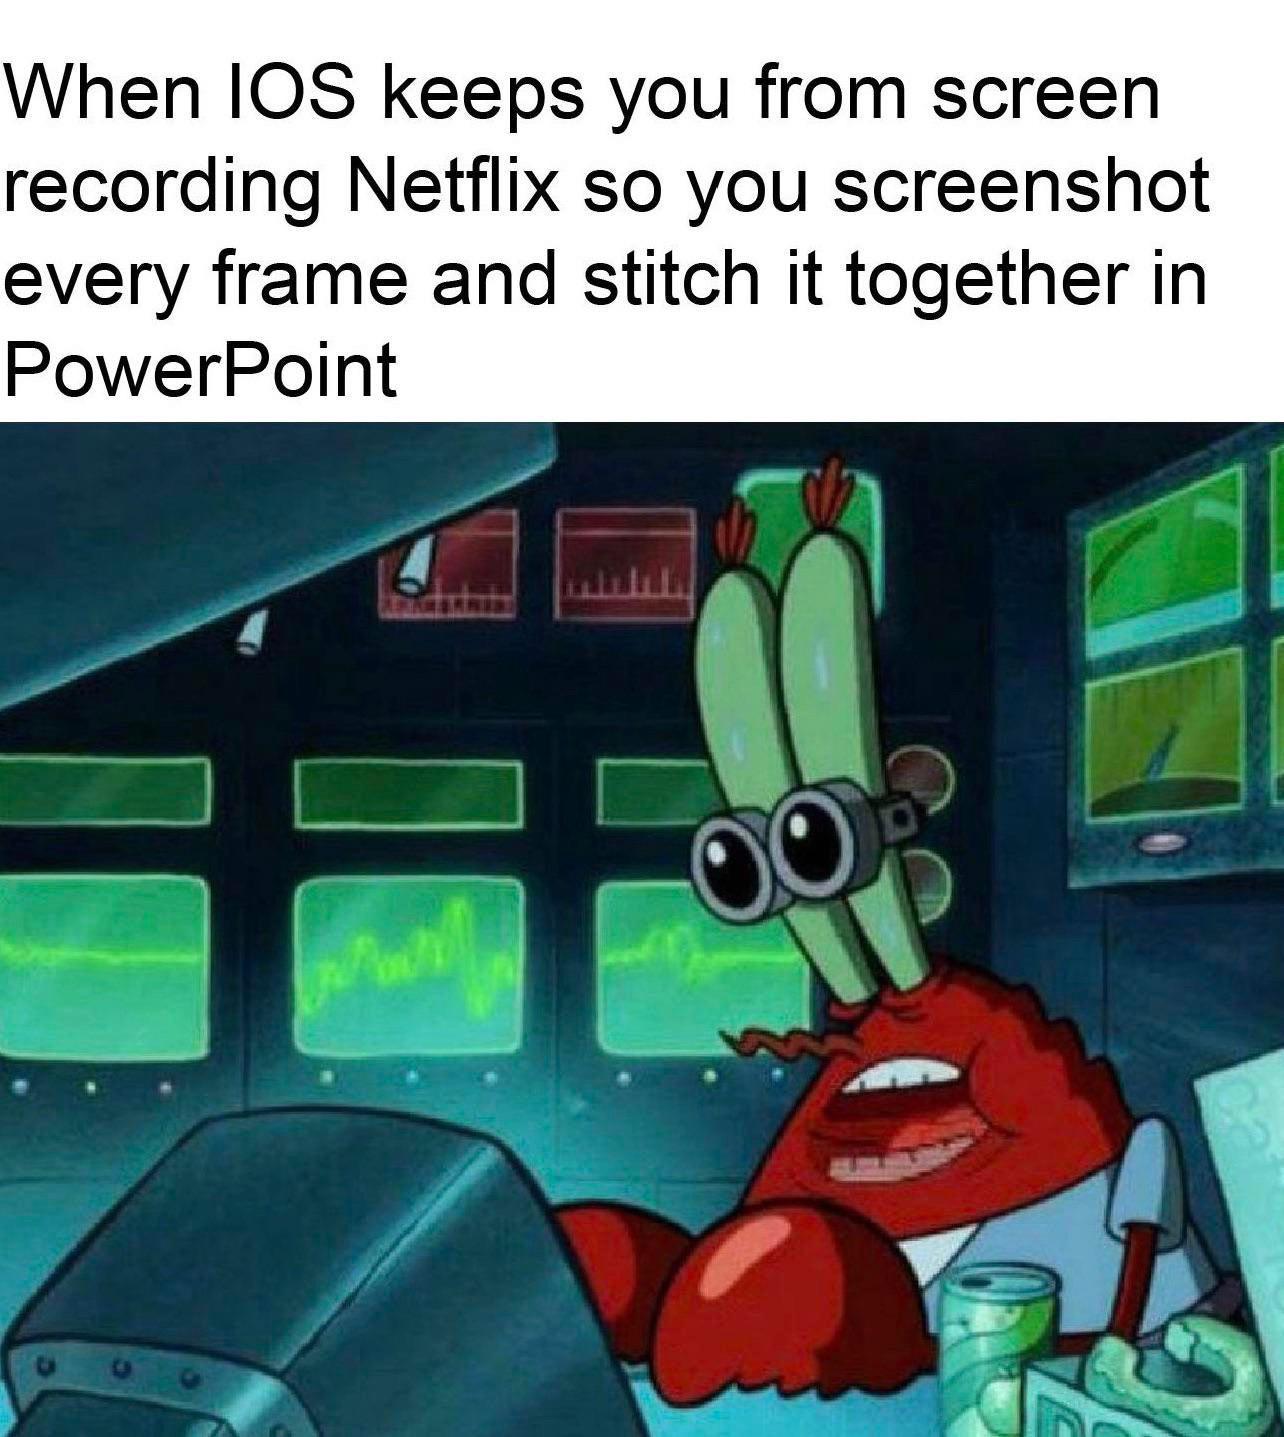 When IOS keeps you from screen
recording Netflix so you screenshot
every frame and stitch it together in
PowerPoint